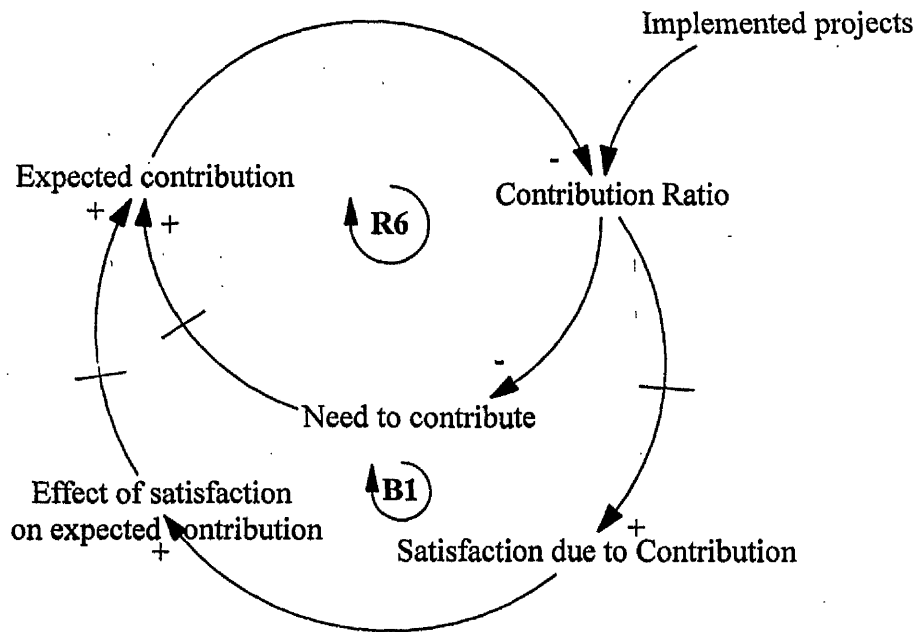 Implemented projects
-
Expected contribution
Contribution Ratio
+
+
R6
-
Need to contribute
B1
Effect of satisfaction
on expected contribution
+
+
Satisfaction due to Contribution